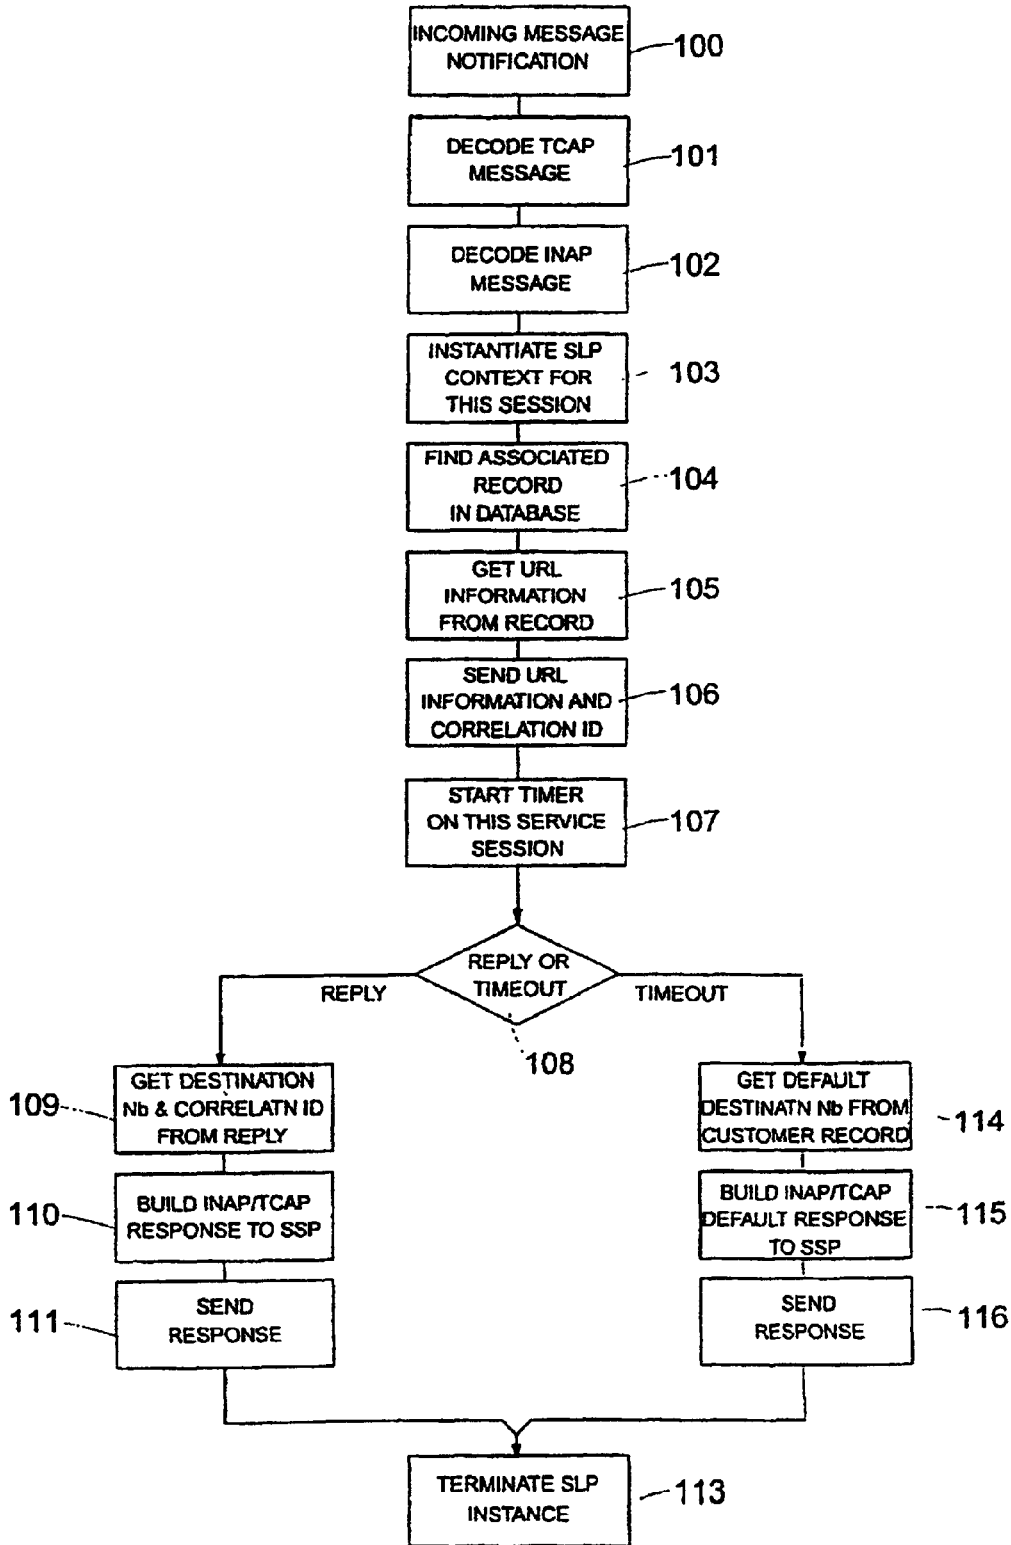 INCOMING MESSAGE
NOTIFICATION
100
DECODE TCAP
MESSAGE
101
DECODE INAP
MESSAGE
102
INSTANTIATE SLP
CONTEXT FOR
THIS SESSION
103
FIND ASSOCIATED
RECORD
IN DATABASE
104
GET URL
INFORMATION
FROM RECORD
105
SEND URL
INFORMATION AND
CORRELATION ID
106
START TIMER
ON THIS SERVICE
SESSION
107
REPLY OR
TIMEOUT
REPLY
TIMEOUT
108
GET DESTINATION
Nb & CORRELATN ID
FROM REPLY
109
BUILD INAP/TCAP
RESPONSE TO SSP
110
SEND
RESPONSE
111
GET DEFAULT
DESTINATN Nb FROM
CUSTOMER RECORD
114
BUILD INAP/TCAP
DEFAULT RESPONSE
TO SSP
115
SEND
RESPONSE
116
TERMINATE SLP
INSTANCE
113